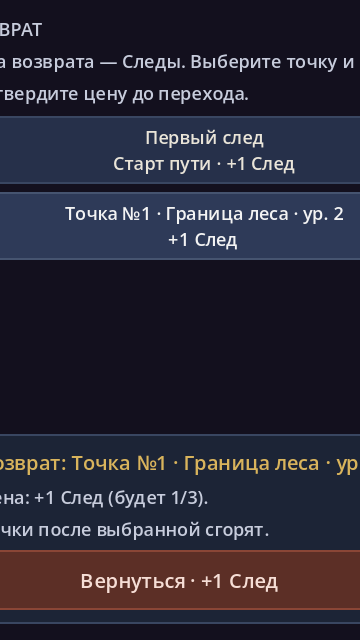 ВРАТ
а возврата — Следы. Выберите точку и
твердите цену до перехода.
Первый след
Старт пути · +1 След
Точка №1 · Граница леса · ур. 2
+1 След
озврат: Точка №1 · Граница леса · ур
ена: +1 След (будет 1/3).
чки после выбранной сгорят.
Вернуться · +1 След